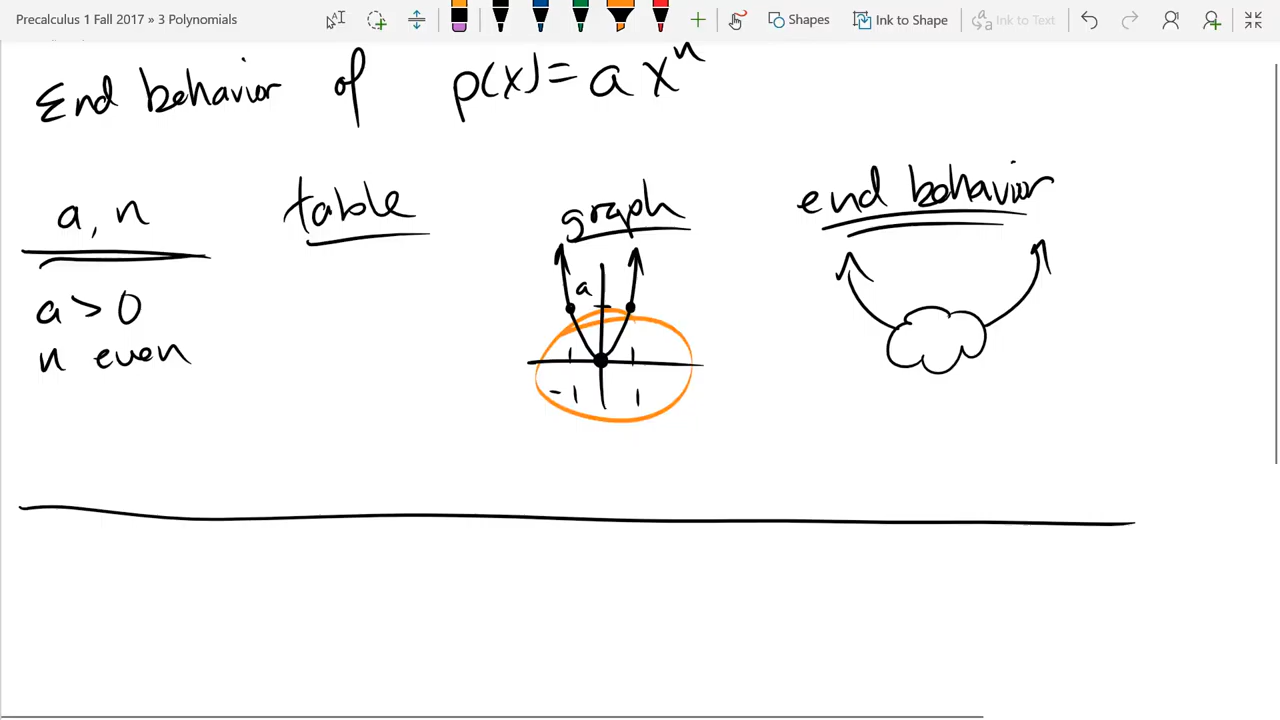 Precalculus 1 Fall 2017 » 3 Polynomials
Shapes
Ink to Shape
Ink to Text
End behavior of p(x) = a xⁿ
a, n table graph end behavior
a > 0
n even
a
-1 1